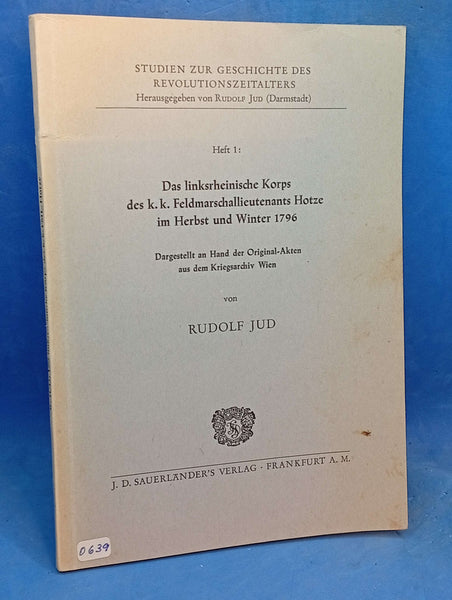 STUDIEN ZUR GESCHICHTE DES
REVOLUTIONSZEITALTERS
Herausgegeben von RUDOLF JUD (Darmstadt)
Heft 1:
Das linksrheinische Korps
des k. k. Feldmarschallieutenants Hotze
im Herbst und Winter 1796
Dargestellt an Hand der Original-Akten
aus dem Kriegsarchiv Wien
von
RUDOLF JUD
J. D. SAUERLÄNDER'S VERLAG · FRANKFURT A. M.
0639